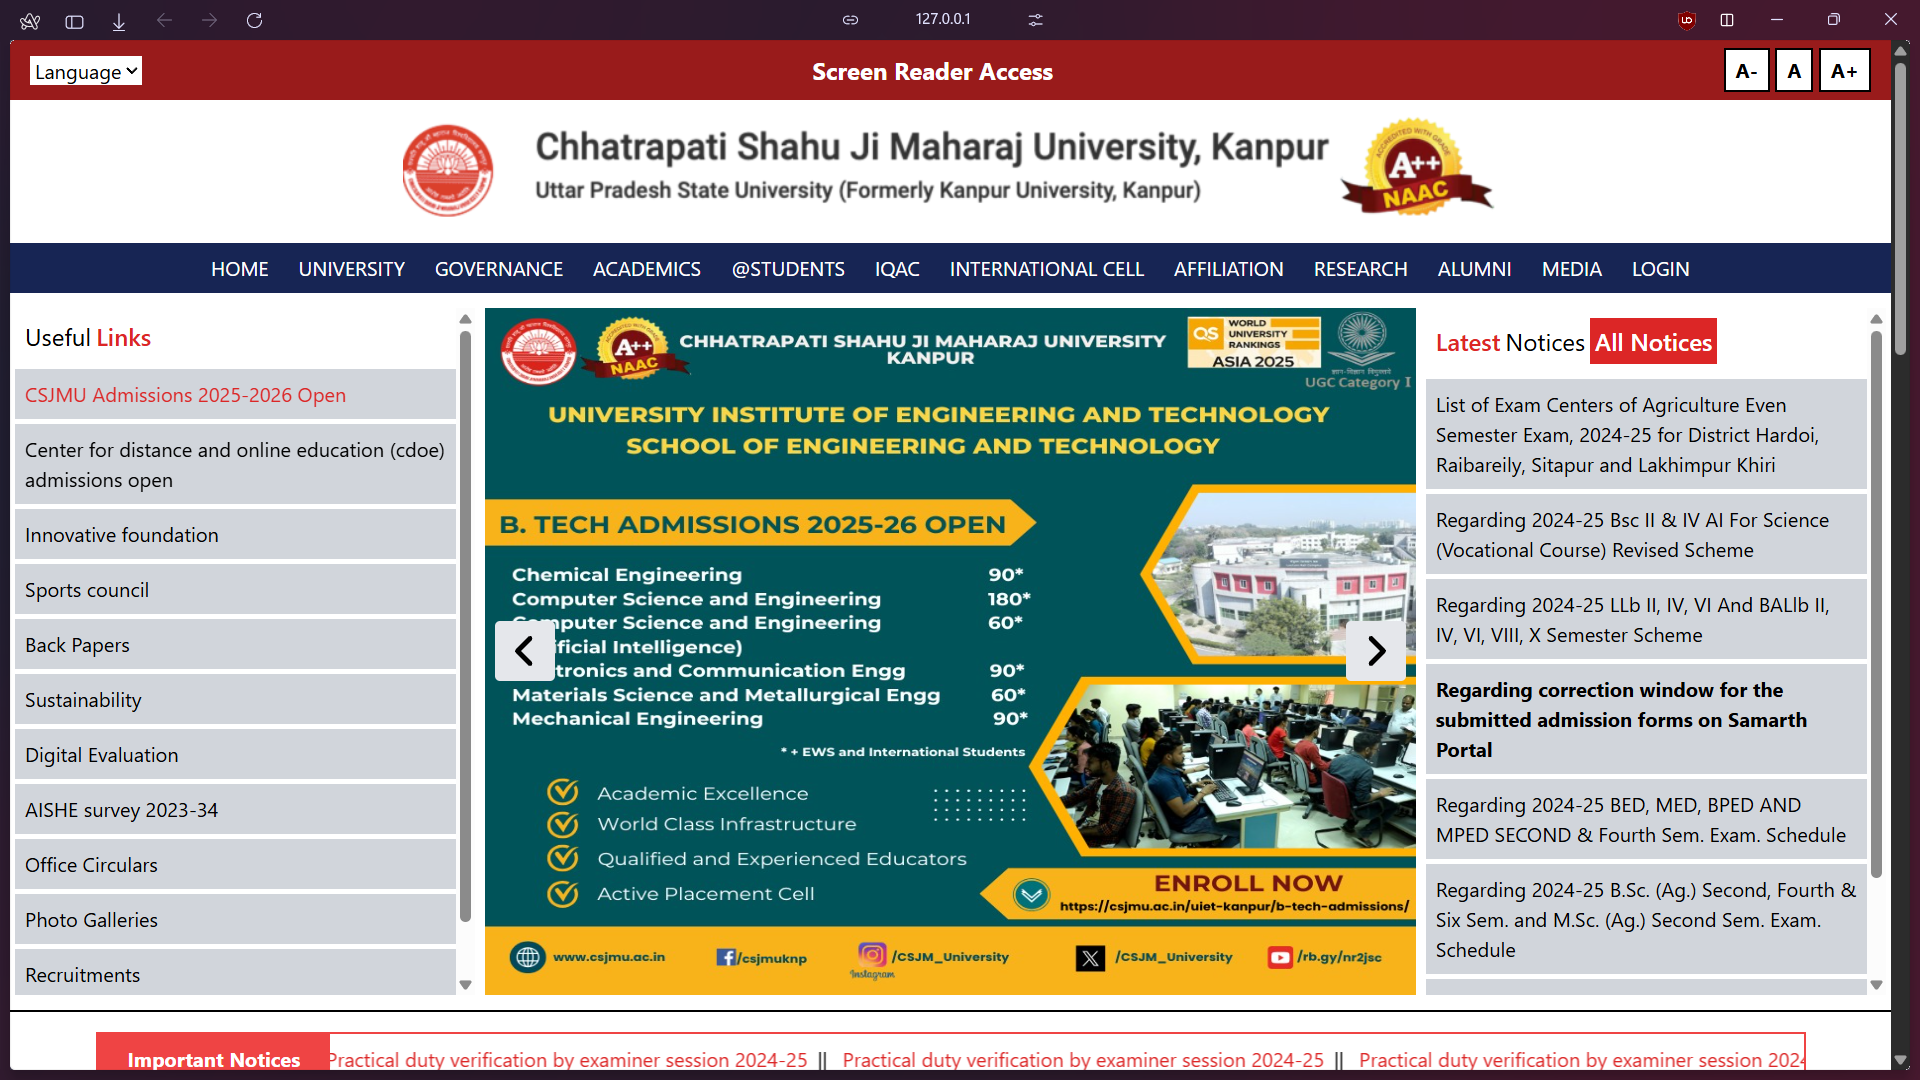 127.0.0.1
Language
Screen Reader Access
A-
A
A+
Chhatrapati Shahu Ji Maharaj University, Kanpur
Uttar Pradesh State University (Formerly Kanpur University, Kanpur)
ACCREDITED WITH GRADE
A++
NAAC
HOME UNIVERSITY GOVERNANCE ACADEMICS @STUDENTS IQAC INTERNATIONAL CELL AFFILIATION RESEARCH ALUMNI MEDIA LOGIN
Useful Links
CSJMU Admissions 2025-2026 Open
Center for distance and online education (cdoe)
admissions open
Innovative foundation
Sports council
Back Papers
Sustainability
Digital Evaluation
AISHE survey 2023-34
Office Circulars
Photo Galleries
Recruitments
A++
NAAC
CHHATRAPATI SHAHU JI MAHARAJ UNIVERSITY
KANPUR
QS WORLD
UNIVERSITY
RANKINGS
ASIA 2025
UGC Category I
UNIVERSITY INSTITUTE OF ENGINEERING AND TECHNOLOGY
SCHOOL OF ENGINEERING AND TECHNOLOGY
B. TECH ADMISSIONS 2025-26 OPEN
Chemical Engineering 90*
Computer Science and Engineering 180*
Computer Science and Engineering 60*
ificial Intelligence)
tronics and Communication Engg 90*
Materials Science and Metallurgical Engg 60*
Mechanical Engineering 90*
* + EWS and International Students
Academic Excellence
World Class Infrastructure
Qualified and Experienced Educators
Active Placement Cell
ENROLL NOW
https://csjmu.ac.in/uiet-kanpur/b-tech-admissions/
www.csjmu.ac.in
/csjmuknp
Instagram
/CSJM_University
/CSJM_University
/rb.gy/nr2jsc
Latest Notices All Notices
List of Exam Centers of Agriculture Even
Semester Exam, 2024-25 for District Hardoi,
Raibareily, Sitapur and Lakhimpur Khiri
Regarding 2024-25 Bsc II & IV AI For Science
(Vocational Course) Revised Scheme
Regarding 2024-25 LLb II, IV, VI And BALlb II,
IV, VI, VIII, X Semester Scheme
Regarding correction window for the
submitted admission forms on Samarth
Portal
Regarding 2024-25 BED, MED, BPED AND
MPED SECOND & Fourth Sem. Exam. Schedule
Regarding 2024-25 B.Sc. (Ag.) Second, Fourth &
Six Sem. and M.Sc. (Ag.) Second Sem. Exam.
Schedule
Important Notices
Practical duty verification by examiner session 2024-25 || Practical duty verification by examiner session 2024-25 || Practical duty verification by examiner session 202